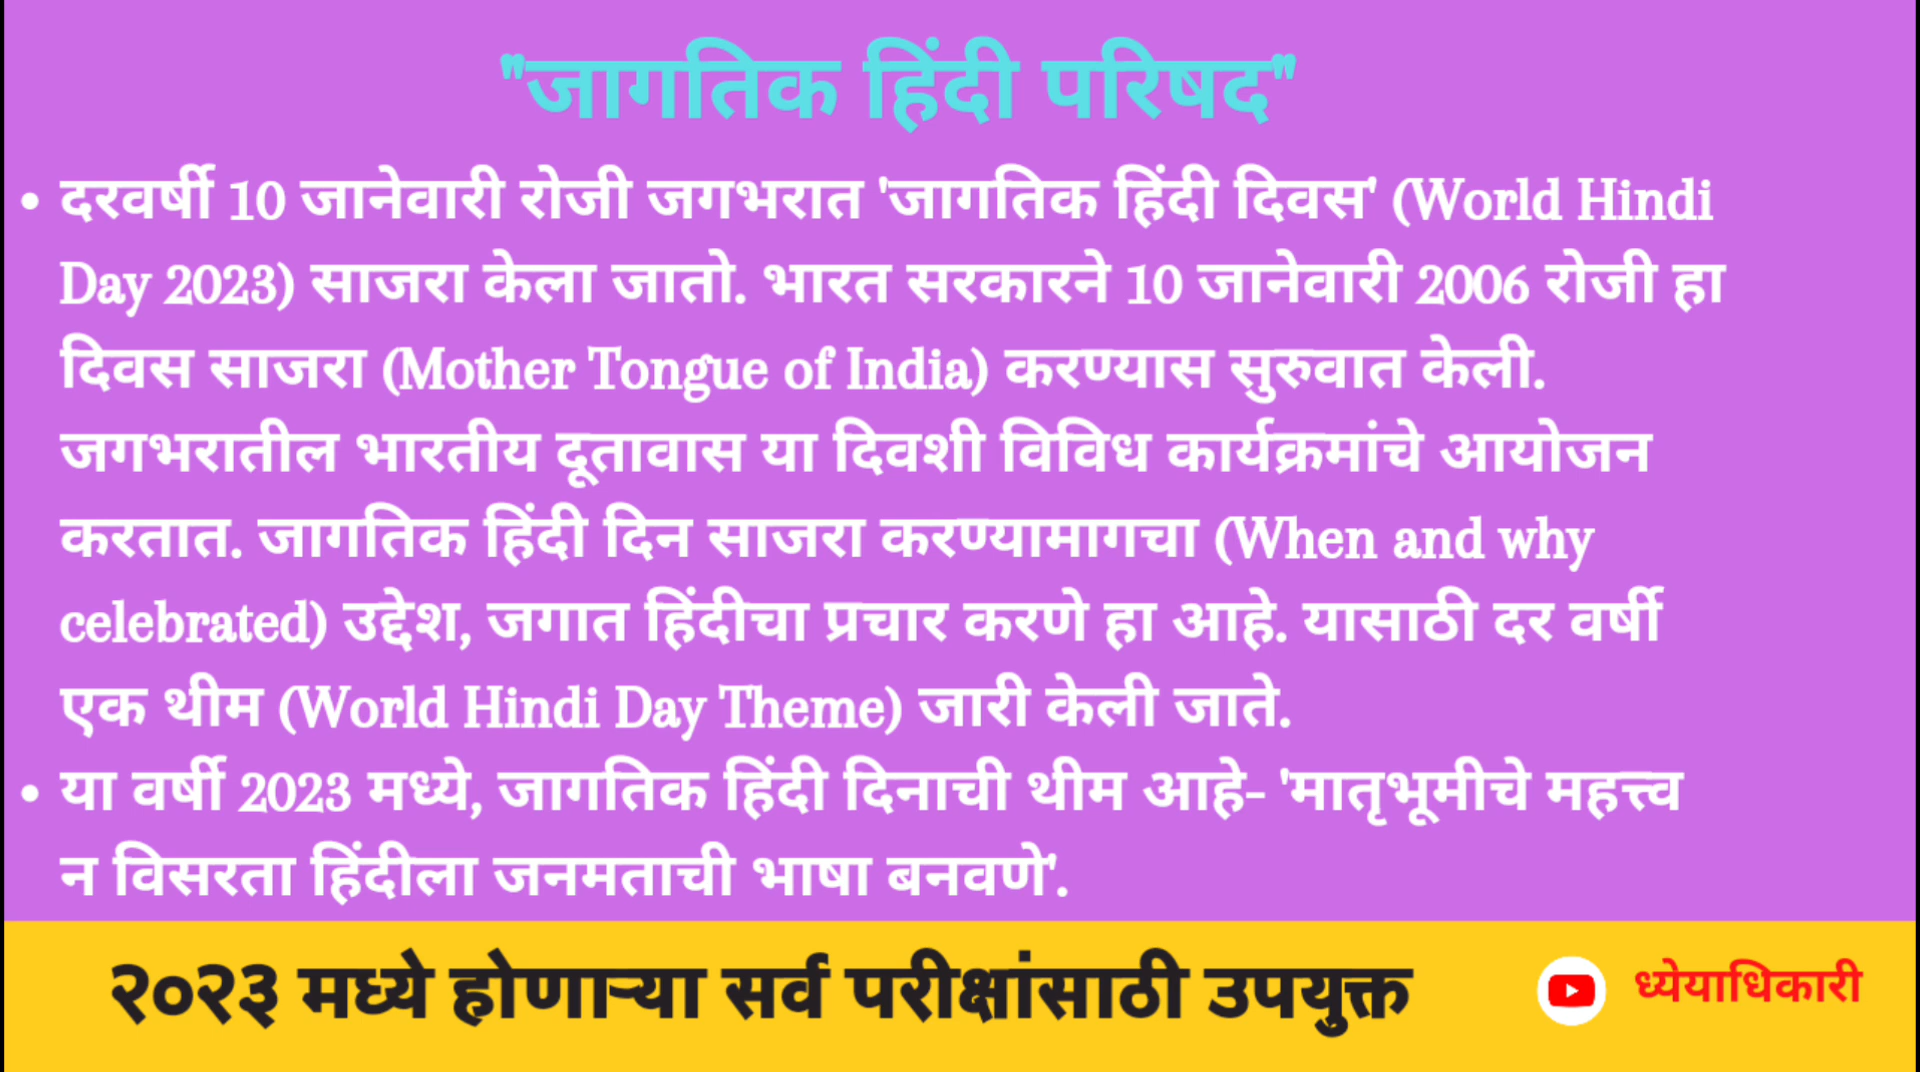 "जागतिक हिंदी परिषद"
• दरवर्षी 10 जानेवारी रोजी जगभरात 'जागतिक हिंदी दिवस' (World Hindi
Day 2023) साजरा केला जातो. भारत सरकारने 10 जानेवारी 2006 रोजी हा
दिवस साजरा (Mother Tongue of India) करण्यास सुरुवात केली.
जगभरातील भारतीय दूतावास या दिवशी विविध कार्यक्रमांचे आयोजन
करतात. जागतिक हिंदी दिन साजरा करण्यामागचा (When and why
celebrated) उद्देश, जगात हिंदीचा प्रचार करणे हा आहे. यासाठी दर वर्षी
एक थीम (World Hindi Day Theme) जारी केली जाते.
• या वर्षी 2023 मध्ये, जागतिक हिंदी दिनाची थीम आहे- 'मातृभूमीचे महत्त्व
न विसरता हिंदीला जनमताची भाषा बनवणे'.
२०२३ मध्ये होणाऱ्या सर्व परीक्षांसाठी उपयुक्त
ध्येयाधिकारी